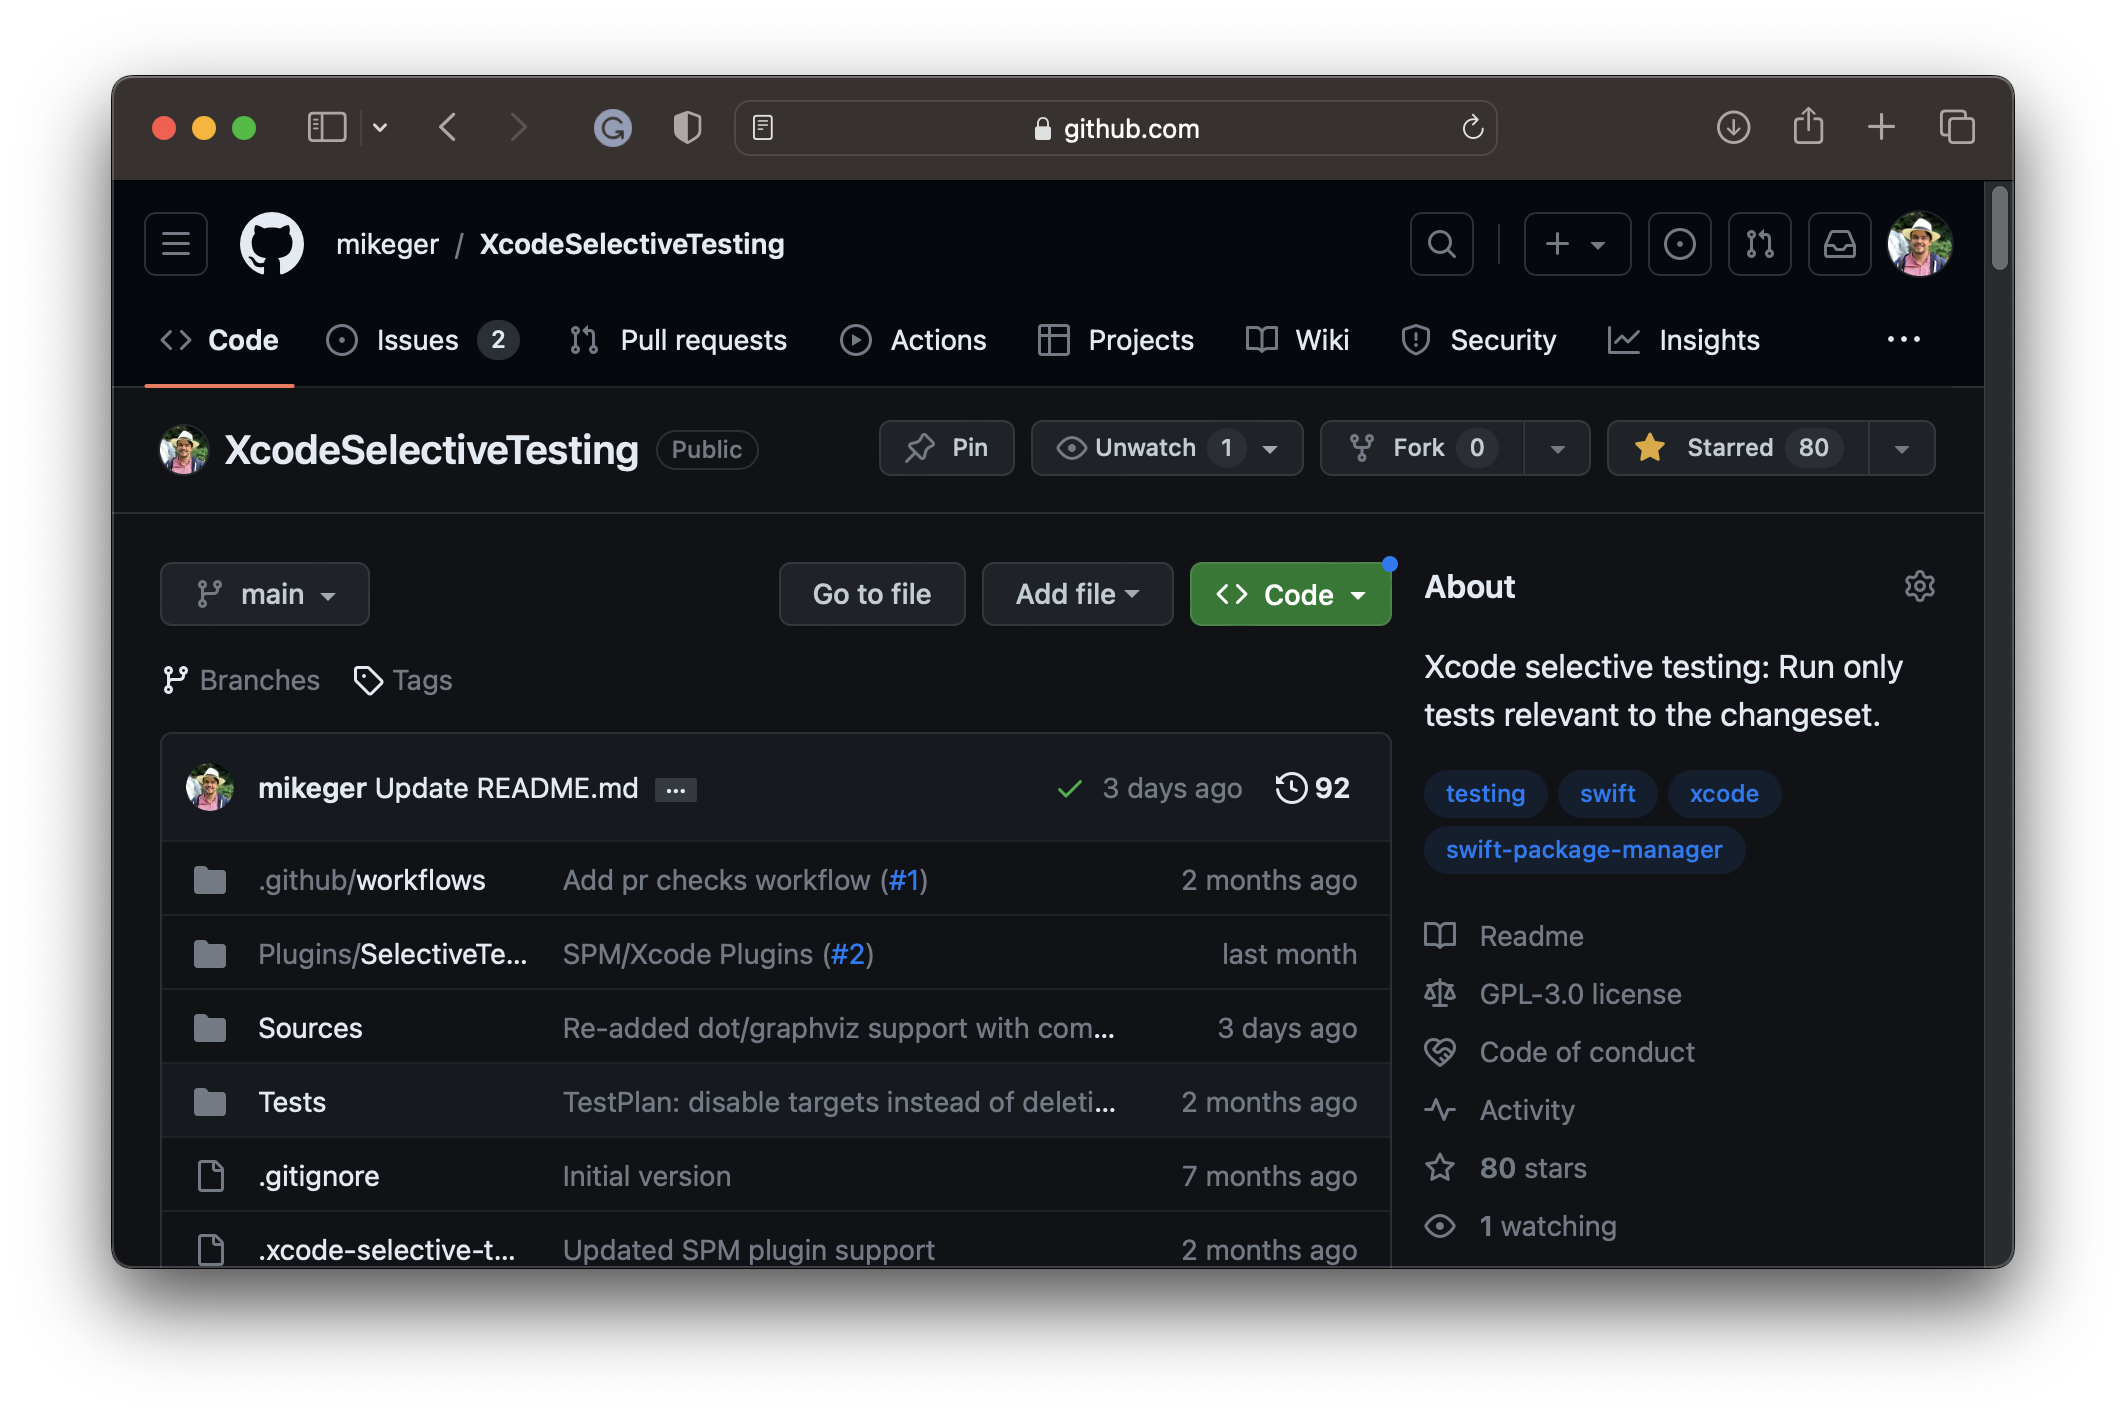 github.com
mikeger / XcodeSelectiveTesting
Code Issues 2 Pull requests Actions Projects Wiki Security Insights
XcodeSelectiveTesting Public Pin Unwatch 1 Fork 0 Starred 80
main Go to file Add file Code
Branches Tags
mikeger Update README.md ... 3 days ago 92
.github/workflows Add pr checks workflow (#1) 2 months ago
Plugins/SelectiveTe... SPM/Xcode Plugins (#2) last month
Sources Re-added dot/graphviz support with com... 3 days ago
Tests TestPlan: disable targets instead of deleti... 2 months ago
.gitignore Initial version 7 months ago
.xcode-selective-t... Updated SPM plugin support 2 months ago
About
Xcode selective testing: Run only
tests relevant to the changeset.
testing swift xcode
swift-package-manager
Readme
GPL-3.0 license
Code of conduct
Activity
80 stars
1 watching